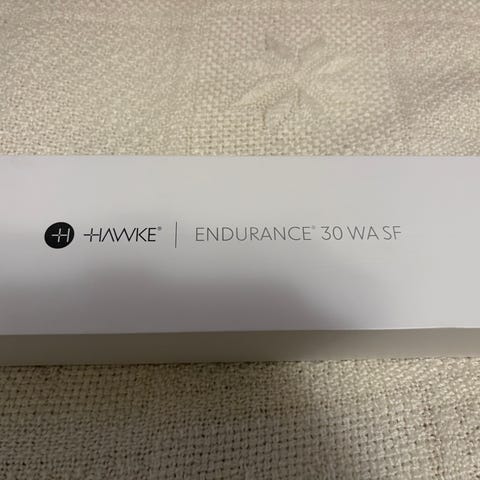 HAWKE® | ENDURANCE® 30 WA SF